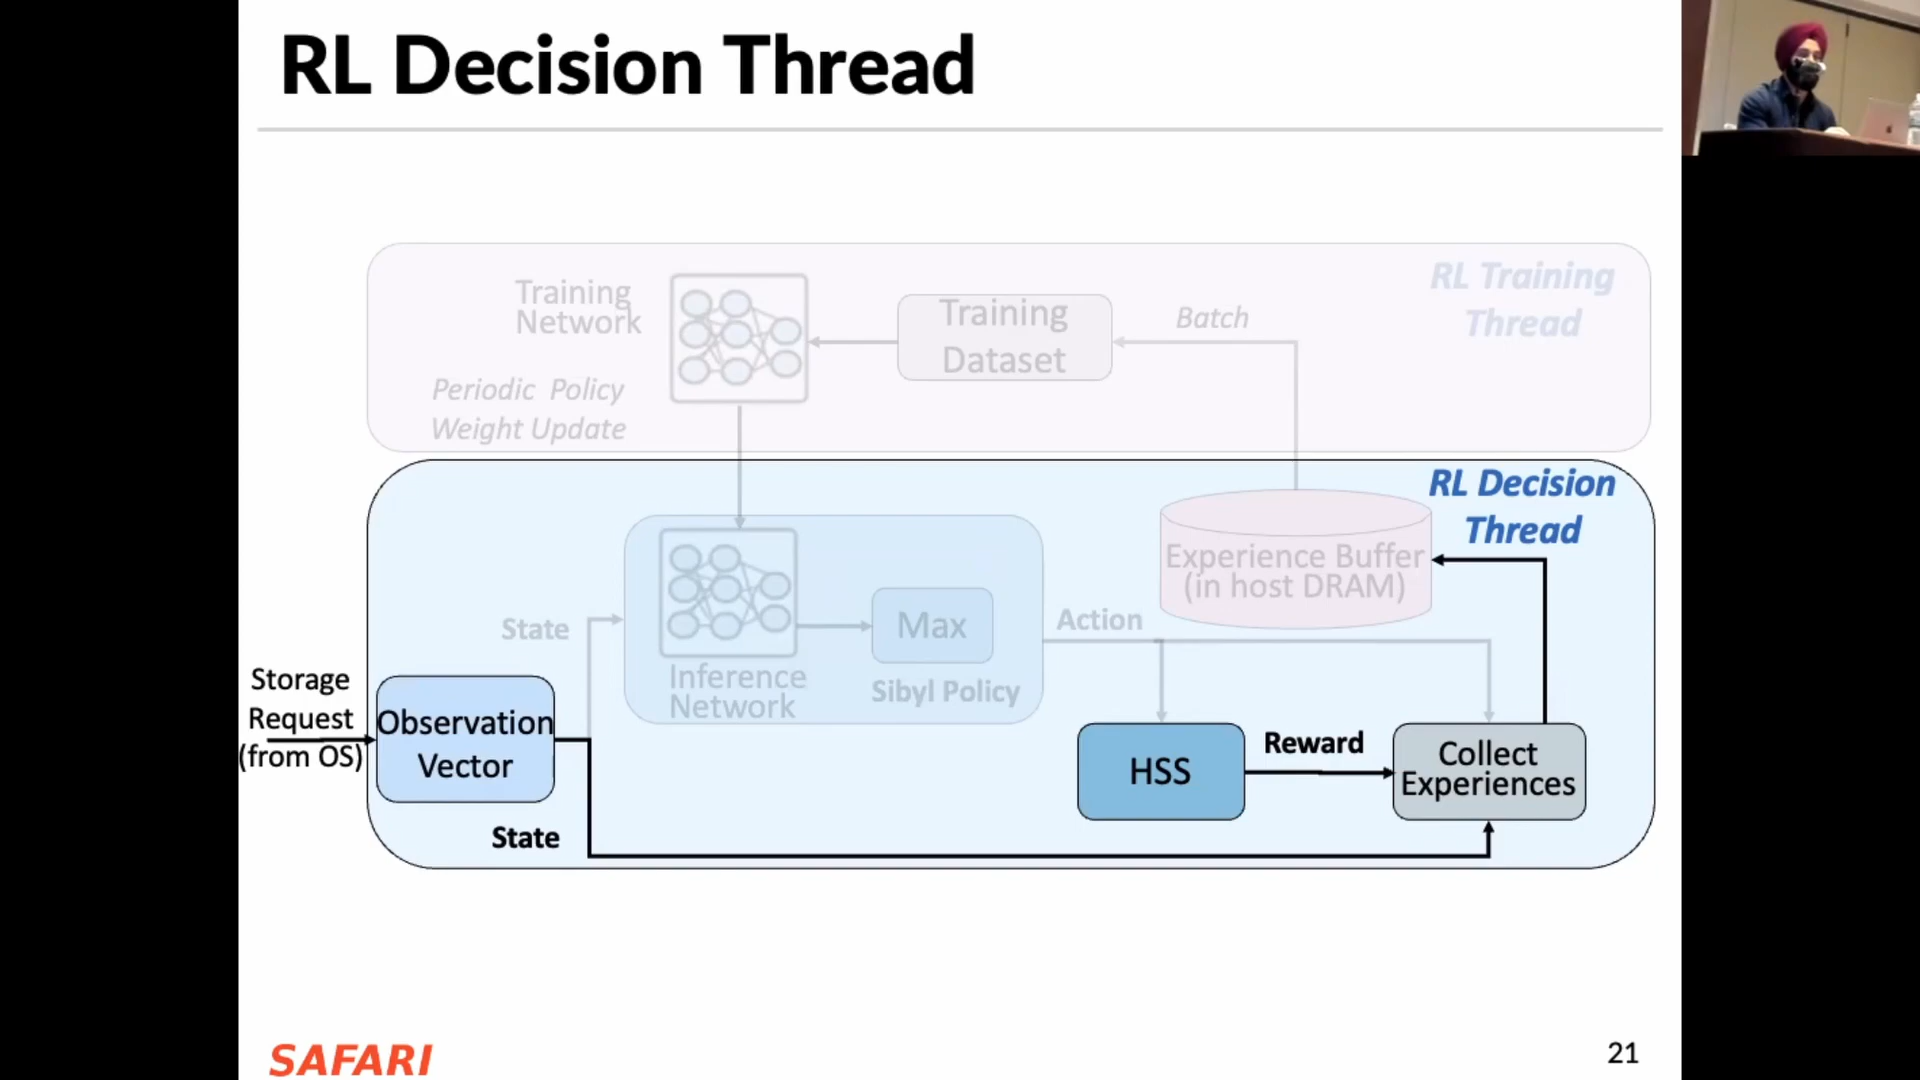 RL Decision Thread
RL Training
Thread
Training
Network
Training
Dataset
Batch
Periodic Policy
Weight Update
RL Decision
Thread
Experience Buffer
(in host DRAM)
State
Max
Action
Inference
Network
Sibyl Policy
Storage
Request
(from OS)
Observation
Vector
HSS
Reward
Collect
Experiences
State
SAFARI
21